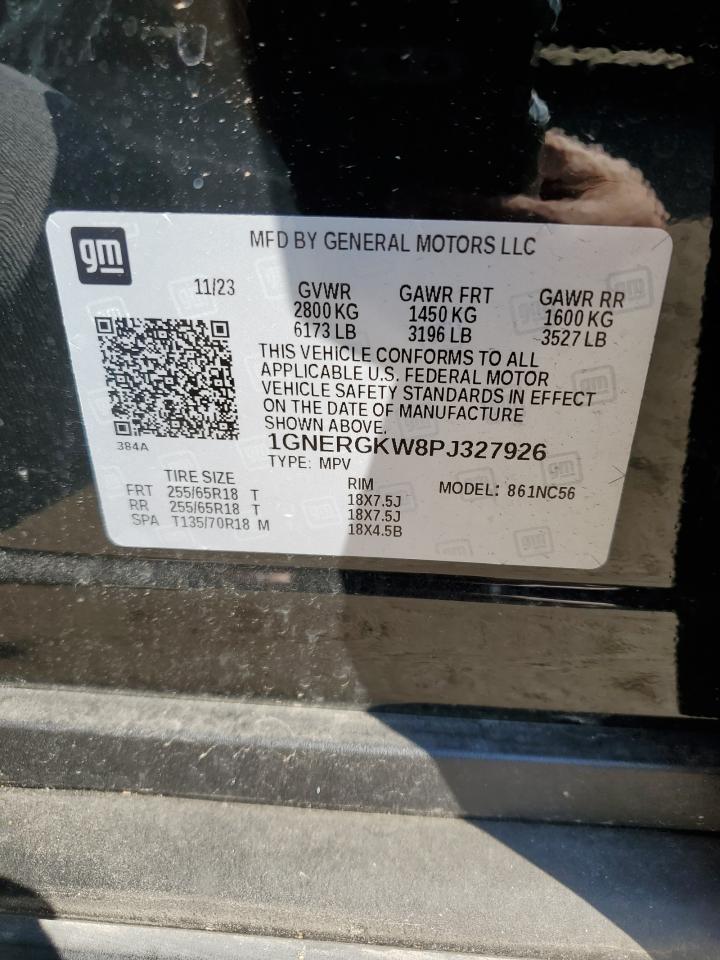 gm
MFD BY GENERAL MOTORS LLC
11/23 GVWR GAWR FRT GAWR RR
2800 KG 1450 KG 1600 KG
6173 LB 3196 LB 3527 LB
THIS VEHICLE CONFORMS TO ALL
APPLICABLE U.S. FEDERAL MOTOR
VEHICLE SAFETY STANDARDS IN EFFECT
ON THE DATE OF MANUFACTURE
SHOWN ABOVE.
384A
1GNERGKW8PJ327926
TYPE: MPV
TIRE SIZE RIM MODEL: 861NC56
FRT 255/65R18 T 18X7.5J
RR 255/65R18 T 18X7.5J
SPA T135/70R18 M 18X4.5B